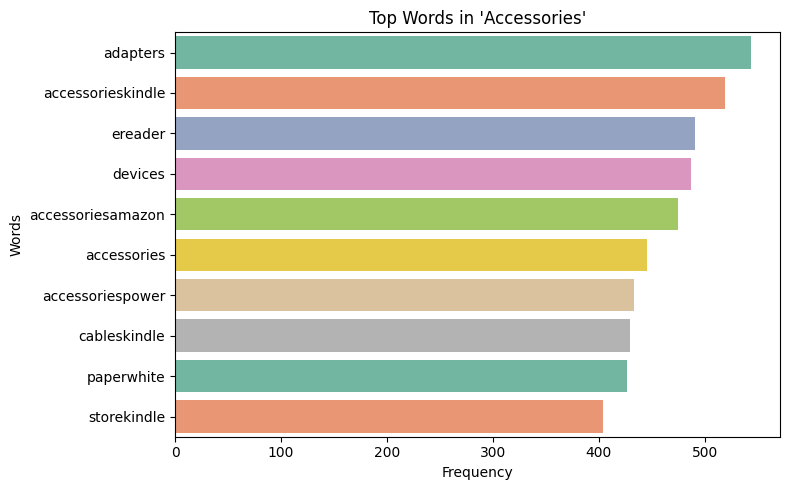 Top Words in 'Accessories'
Words
adapters
accessorieskindle
ereader
devices
accessoriesamazon
accessories
accessoriespower
cableskindle
paperwhite
storekindle
0 100 200 300 400 500
Frequency